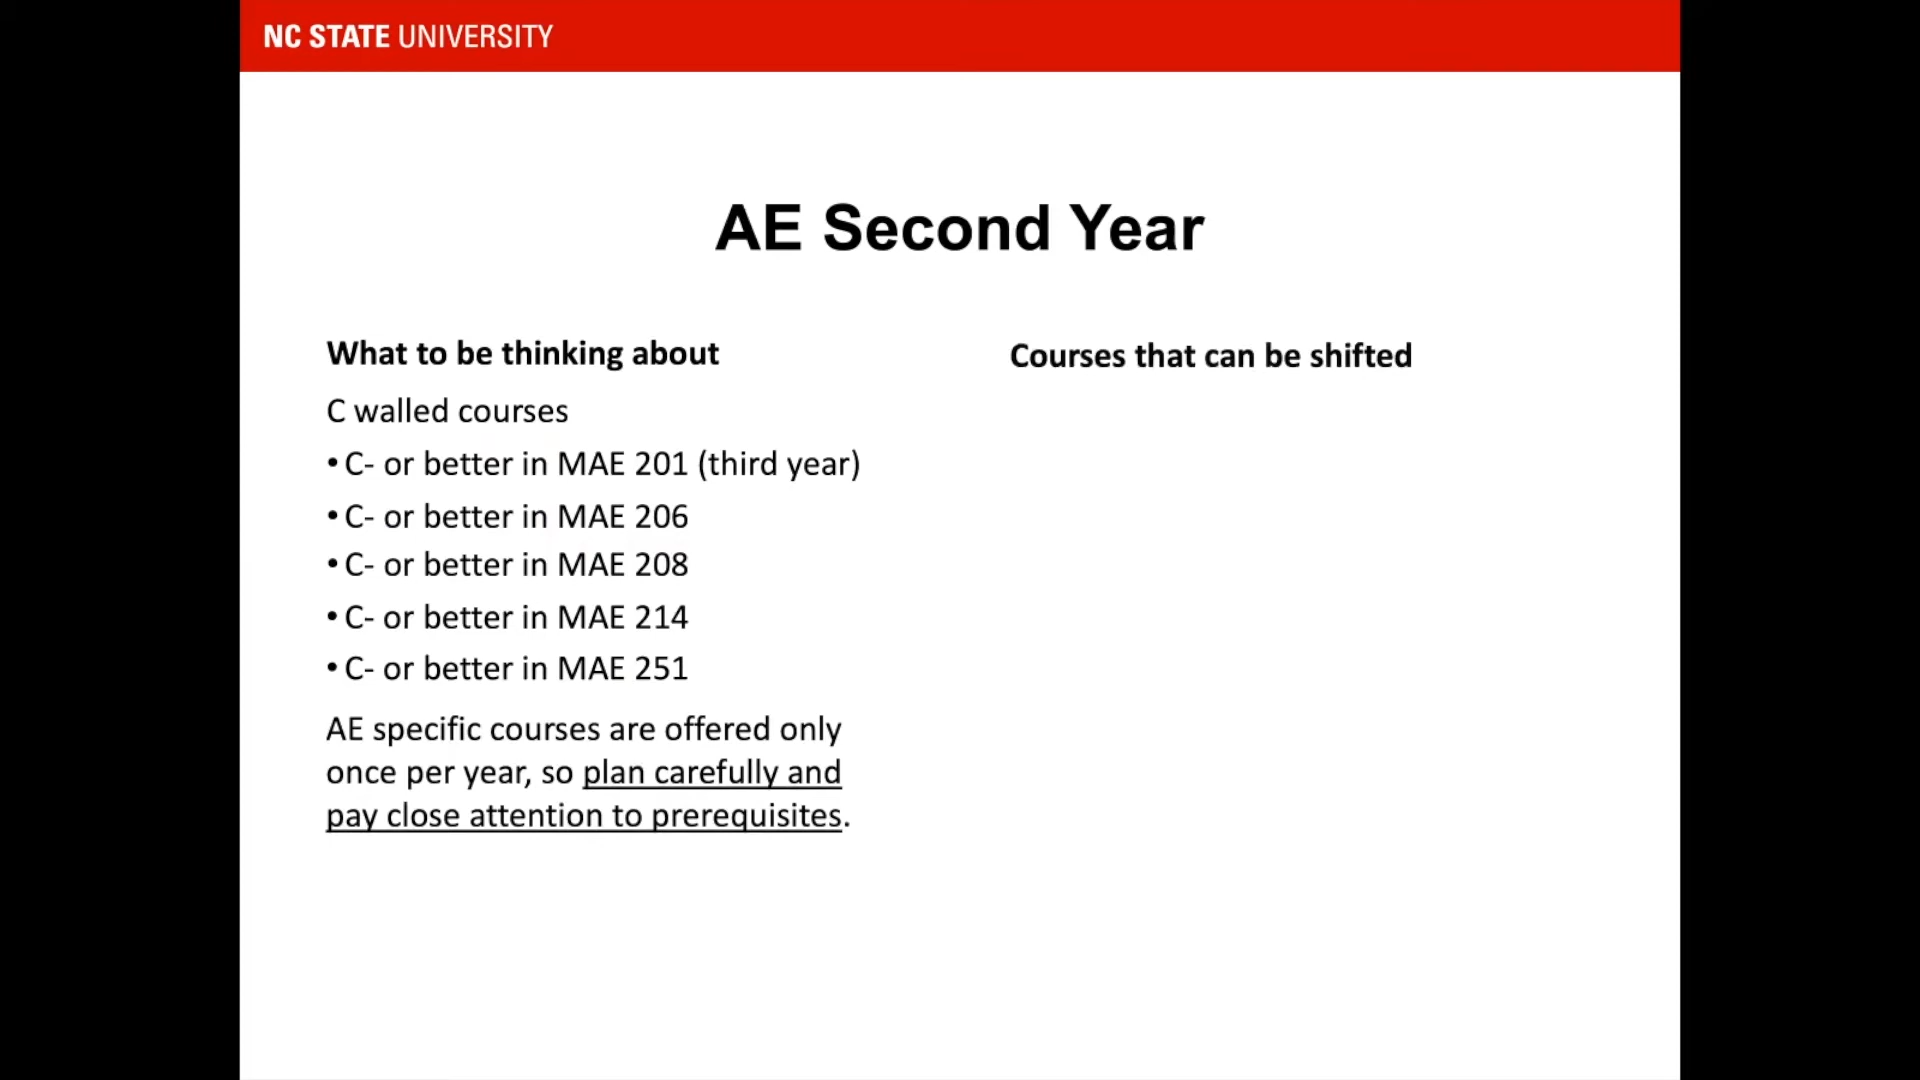 NC STATE UNIVERSITY
AE Second Year
What to be thinking about
C walled courses
• C- or better in MAE 201 (third year)
• C- or better in MAE 206
• C- or better in MAE 208
• C- or better in MAE 214
• C- or better in MAE 251
AE specific courses are offered only
once per year, so plan carefully and
pay close attention to prerequisites.
Courses that can be shifted